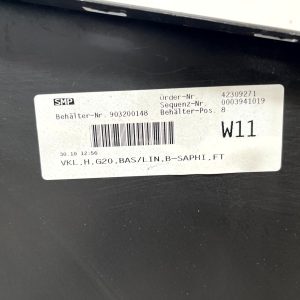 SMP
Order-Nr. 42309271
Sequenz-Nr. 0003941019
Behälter-Nr. 903200148 Behälter-Pos. 8
W11
30.10 12:56
VKL,H,G20,BAS/LIN,B-SAPHI,FT